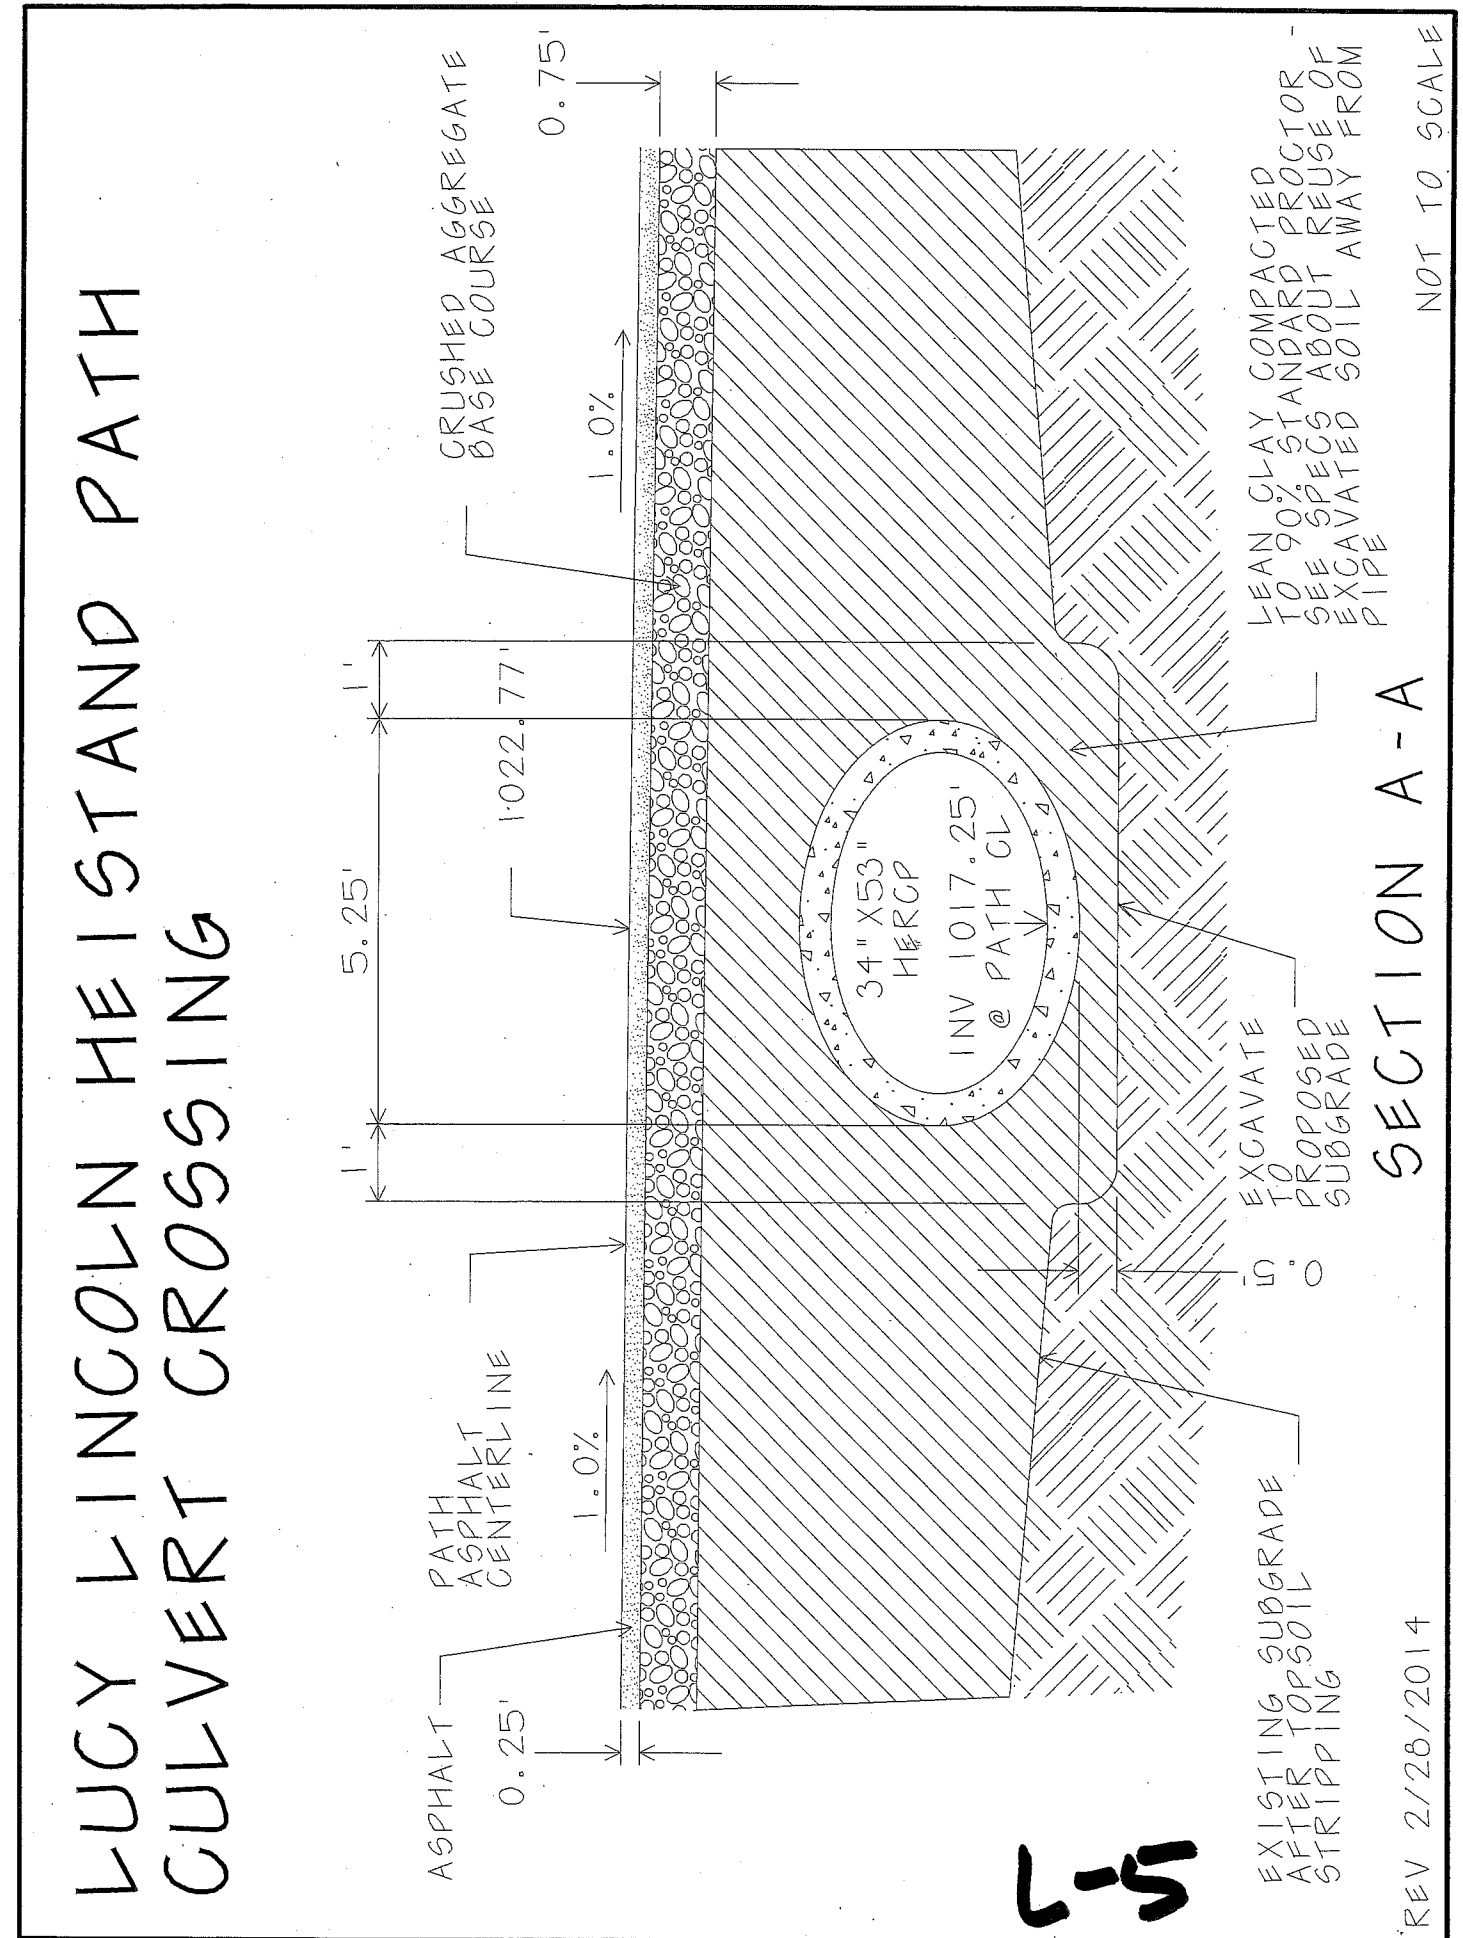 LUCY LINCOLN HEISTAND PATH
CULVERT CROSSING
1'
5.25'
1'
1022.77'
PATH
ASPHALT
CENTERLINE
CRUSHED AGGREGATE
BASE COURSE
ASPHALT
0.25'
0.75'
1.0%
1.0%
34"X53"
HERCP
INV 1017.25'
@ PATH CL
0.5'
EXISTING SUBGRADE
AFTER TOPSOIL
STRIPPING
EXCAVATE
TO
PROPOSED
SUBGRADE
LEAN CLAY COMPACTED
TO 90% STANDARD PROCTOR -
SEE SPECS ABOUT REUSE OF
EXCAVATED SOIL AWAY FROM
PIPE
L-5
SECTION A-A
REV 2/28/2014
NOT TO SCALE